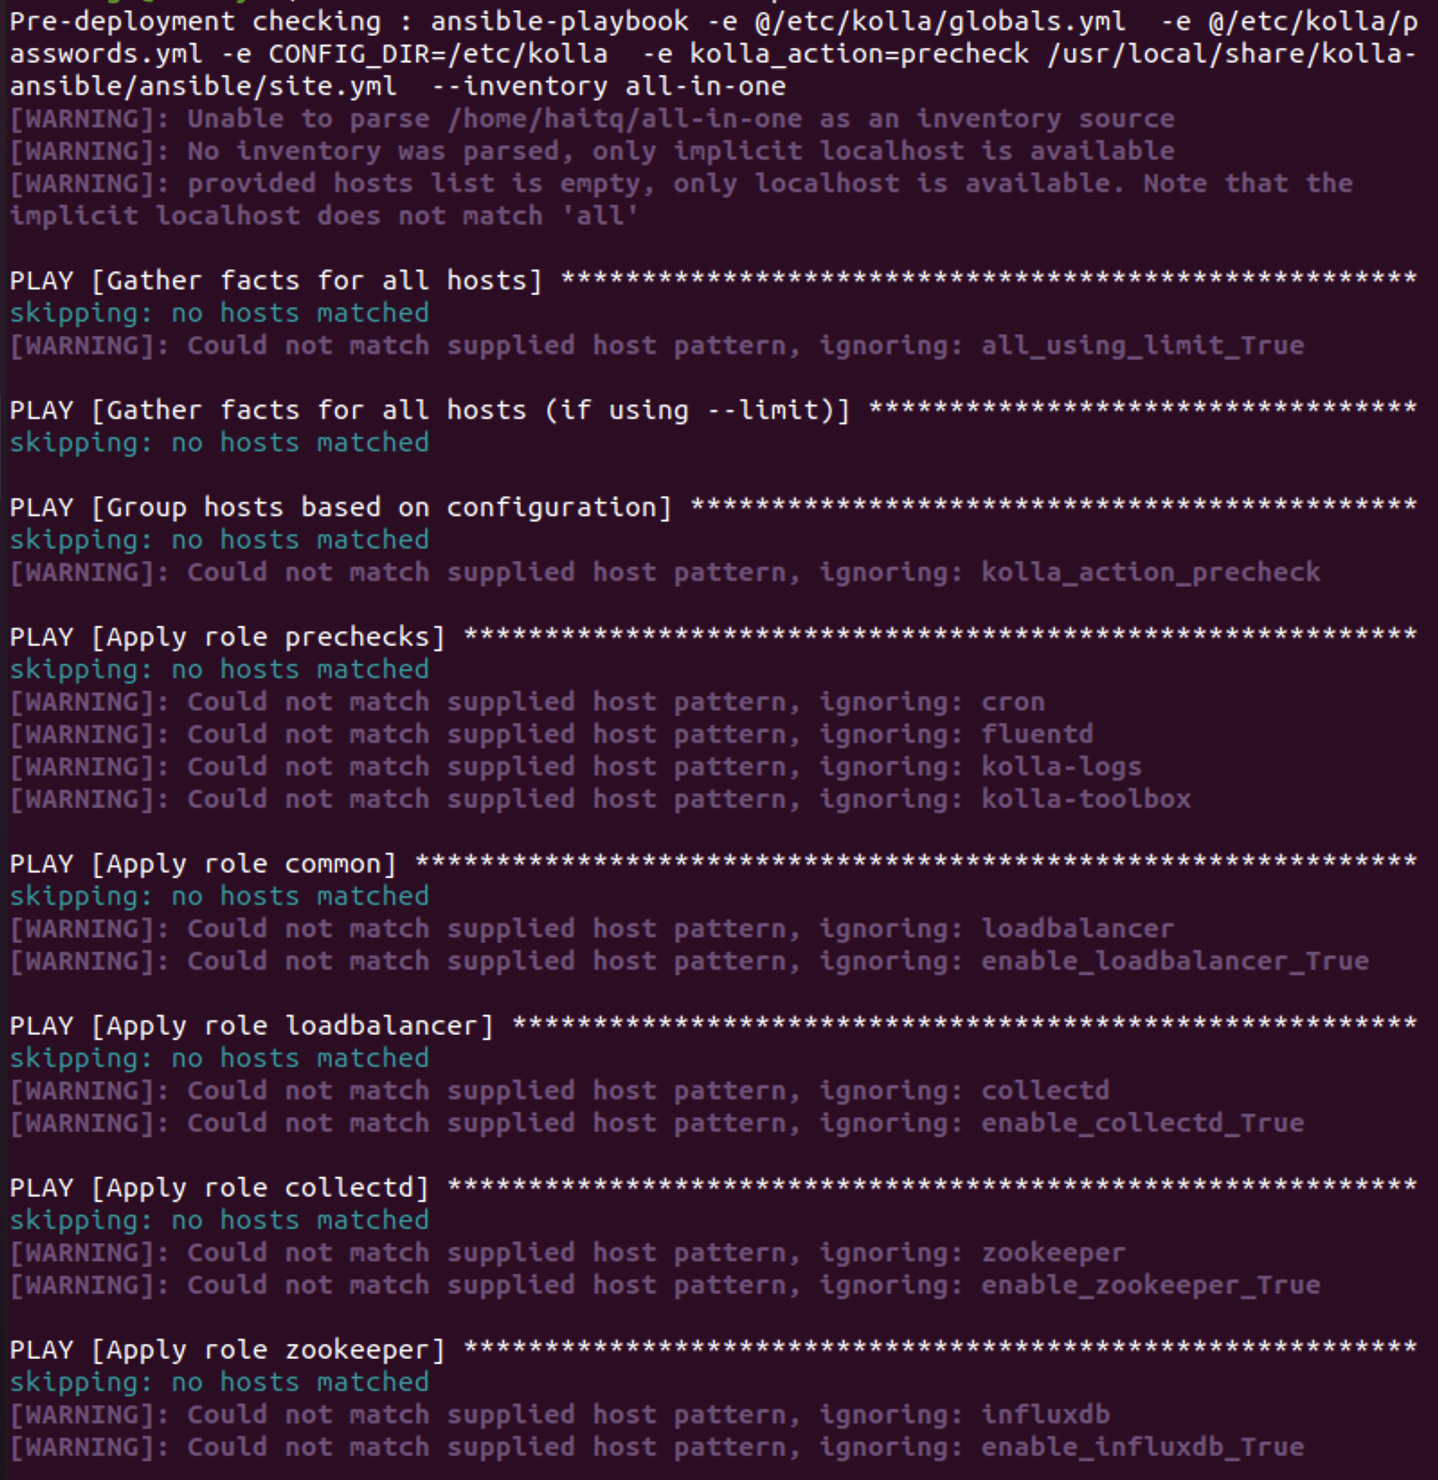 Pre-deployment checking : ansible-playbook -e @/etc/kolla/globals.yml  -e @/etc/kolla/p
asswords.yml -e CONFIG_DIR=/etc/kolla  -e kolla_action=precheck /usr/local/share/kolla-
ansible/ansible/site.yml  --inventory all-in-one
[WARNING]: Unable to parse /home/haitq/all-in-one as an inventory source
[WARNING]: No inventory was parsed, only implicit localhost is available
[WARNING]: provided hosts list is empty, only localhost is available. Note that the
implicit localhost does not match 'all'
PLAY [Gather facts for all hosts] *****************************************************
skipping: no hosts matched
[WARNING]: Could not match supplied host pattern, ignoring: all_using_limit_True
PLAY [Gather facts for all hosts (if using --limit)] **********************************
skipping: no hosts matched
PLAY [Group hosts based on configuration] *********************************************
skipping: no hosts matched
[WARNING]: Could not match supplied host pattern, ignoring: kolla_action_precheck
PLAY [Apply role prechecks] ***********************************************************
skipping: no hosts matched
[WARNING]: Could not match supplied host pattern, ignoring: cron
[WARNING]: Could not match supplied host pattern, ignoring: fluentd
[WARNING]: Could not match supplied host pattern, ignoring: kolla-logs
[WARNING]: Could not match supplied host pattern, ignoring: kolla-toolbox
PLAY [Apply role common] **************************************************************
skipping: no hosts matched
[WARNING]: Could not match supplied host pattern, ignoring: loadbalancer
[WARNING]: Could not match supplied host pattern, ignoring: enable_loadbalancer_True
PLAY [Apply role loadbalancer] ********************************************************
skipping: no hosts matched
[WARNING]: Could not match supplied host pattern, ignoring: collectd
[WARNING]: Could not match supplied host pattern, ignoring: enable_collectd_True
PLAY [Apply role collectd] ************************************************************
skipping: no hosts matched
[WARNING]: Could not match supplied host pattern, ignoring: zookeeper
[WARNING]: Could not match supplied host pattern, ignoring: enable_zookeeper_True
PLAY [Apply role zookeeper] ***********************************************************
skipping: no hosts matched
[WARNING]: Could not match supplied host pattern, ignoring: influxdb
[WARNING]: Could not match supplied host pattern, ignoring: enable_influxdb_True